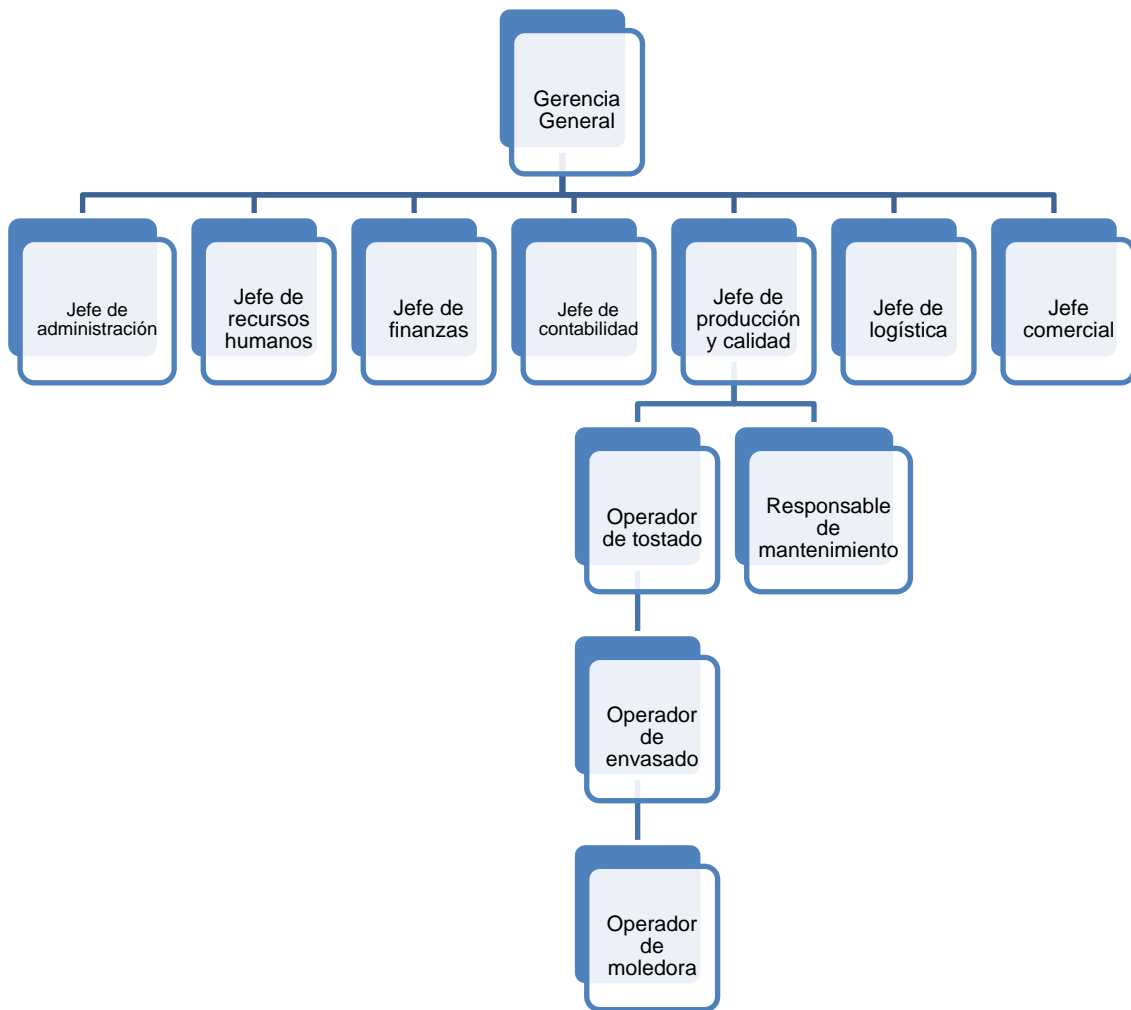 Gerencia
General
Jefe de
administración
Jefe de
recursos
humanos
Jefe de
finanzas
Jefe de
contabilidad
Jefe de
producción
y calidad
Jefe de
logística
Jefe
comercial
Operador
de tostado
Responsable
de
mantenimiento
Operador
de
envasado
Operador
de
moledora